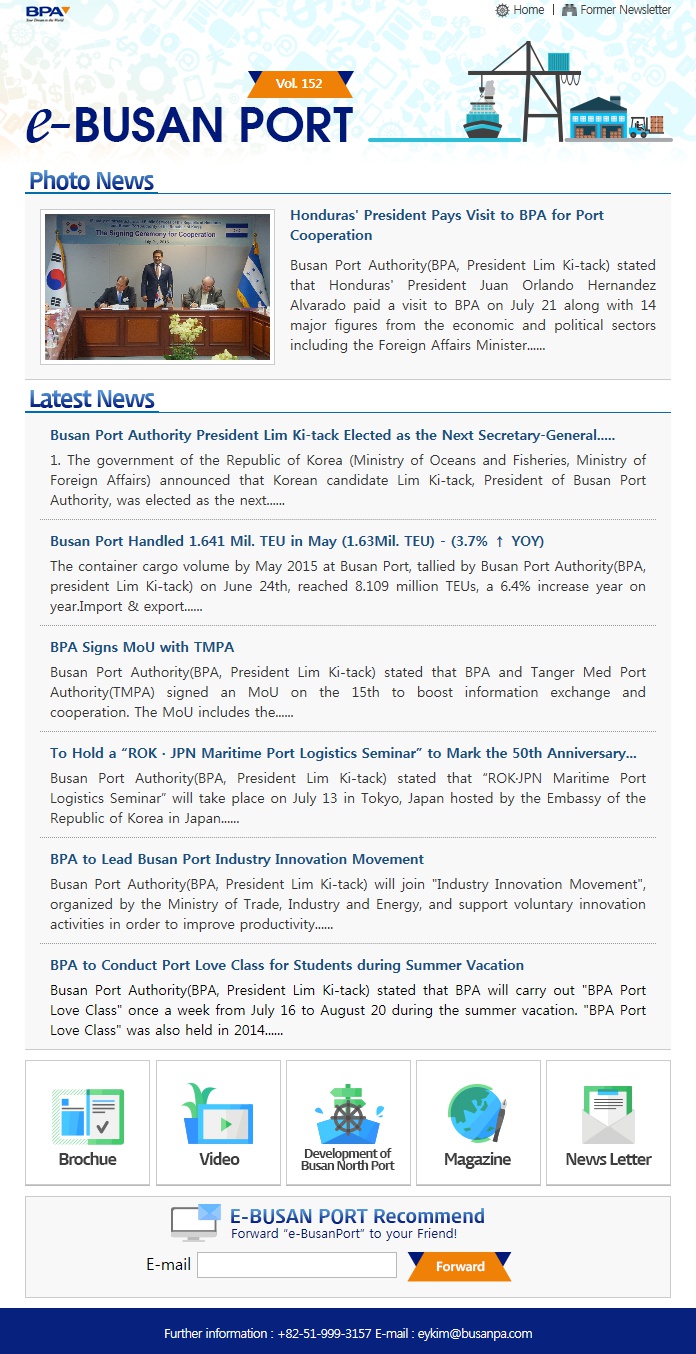 BPA
Your Dream is the World
Home | Former Newsletter
Vol. 152
e-BUSAN PORT
Photo News
The Signing Ceremony for Cooperation
Honduras' President Pays Visit to BPA for Port
Cooperation
Busan Port Authority(BPA, President Lim Ki-tack) stated
that Honduras' President Juan Orlando Hernandez
Alvarado paid a visit to BPA on July 21 along with 14
major figures from the economic and political sectors
including the Foreign Affairs Minister......
Latest News
Busan Port Authority President Lim Ki-tack Elected as the Next Secretary-General.....
1. The government of the Republic of Korea (Ministry of Oceans and Fisheries, Ministry of
Foreign Affairs) announced that Korean candidate Lim Ki-tack, President of Busan Port
Authority, was elected as the next......
Busan Port Handled 1.641 Mil. TEU in May (1.63Mil. TEU) - (3.7% ↑ YOY)
The container cargo volume by May 2015 at Busan Port, tallied by Busan Port Authority(BPA,
president Lim Ki-tack) on June 24th, reached 8.109 million TEUs, a 6.4% increase year on
year.Import & export......
BPA Signs MoU with TMPA
Busan Port Authority(BPA, President Lim Ki-tack) stated that BPA and Tanger Med Port
Authority(TMPA) signed an MoU on the 15th to boost information exchange and
cooperation. The MoU includes the......
To Hold a “ROK · JPN Maritime Port Logistics Seminar” to Mark the 50th Anniversary...
Busan Port Authority(BPA, President Lim Ki-tack) stated that “ROK·JPN Maritime Port
Logistics Seminar” will take place on July 13 in Tokyo, Japan hosted by the Embassy of the
Republic of Korea in Japan......
BPA to Lead Busan Port Industry Innovation Movement
Busan Port Authority(BPA, President Lim Ki-tack) will join "Industry Innovation Movement",
organized by the Ministry of Trade, Industry and Energy, and support voluntary innovation
activities in order to improve productivity......
BPA to Conduct Port Love Class for Students during Summer Vacation
Busan Port Authority(BPA, President Lim Ki-tack) stated that BPA will carry out "BPA Port
Love Class" once a week from July 16 to August 20 during the summer vacation. "BPA Port
Love Class" was also held in 2014......
Brochue
Video
Development of
Busan North Port
Magazine
News Letter
E-BUSAN PORT Recommend
Forward “e-BusanPort” to your Friend!
E-mail
Forward
Further information : +82-51-999-3157 E-mail : eykim@busanpa.com